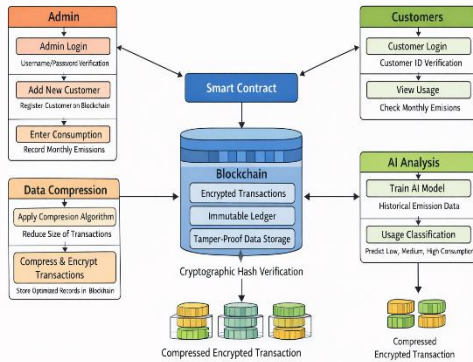 Admin
Admin Login
Username/Password Verification
Add New Customer
Register Customer on Blockchain
Enter Consumption
Record Monthly Emissions
Customers
Customer Login
Customer ID Verification
View Usage
Check Monthly Emisions
Smart Contract
Blockchain
Encrypted Transactions
Immutable Ledger
Tamper-Proof Data Storage
Cryptographic Hash Verification
Data Compression
Apply Compresion Algorithm
Reduce Size of Transactions
Compress & Encrypt
Transactions
Store Optimized Records in Blockhain
AI Analysis
Train AI Model
Historical Emission Data
Usage Classification
Predict Low, Medium, High Consumption
Compressed
Encrypted Transaction
Compressed Encrypted Transaction